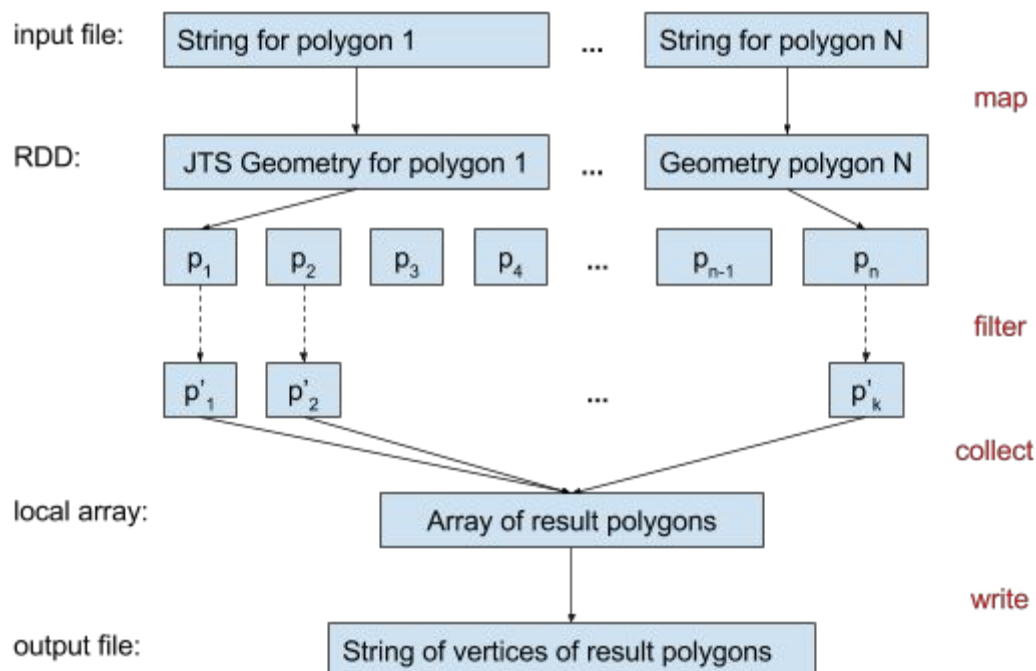 input file: String for polygon 1 ... String for polygon N
map
RDD: JTS Geometry for polygon 1 ... Geometry polygon N
p1 p2 p3 p4 ... pn-1 pn
filter
p'1 p'2 ... p'k
collect
local array: Array of result polygons
write
output file: String of vertices of result polygons